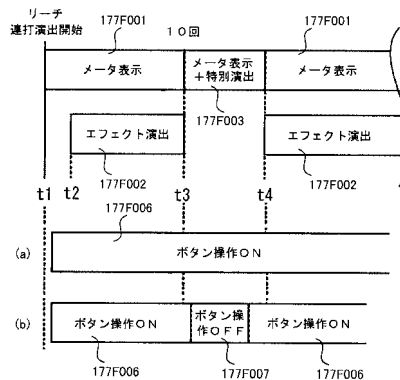 リーチ
連打演出開始
177F001
10回
177F001
メータ表示
メータ表示
+特別演出
メータ表示
177F003
エフェクト演出
エフェクト演出
177F002
177F002
t1
t2
t3
t4
177F006
(a)
ボタン操作ON
(b)
ボタン操作ON
ボタン操
作OFF
ボタン操作ON
177F006
177F007
177F006